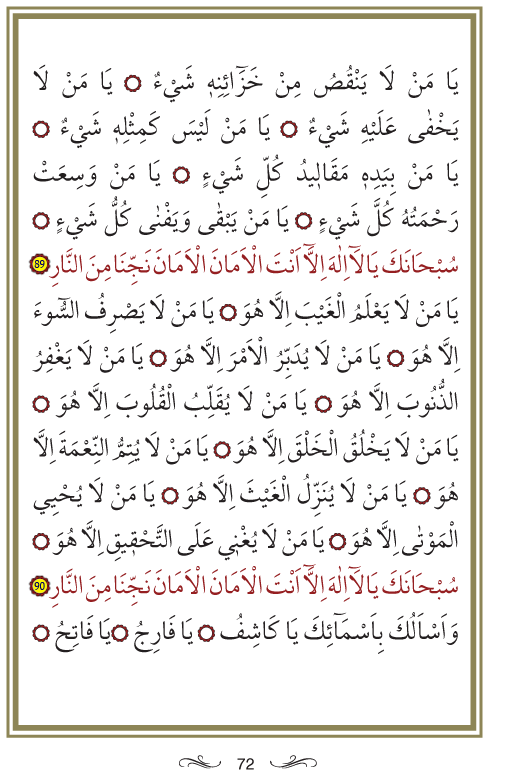 يَا مَنْ لَا يَنْقُصُ مِنْ خَزَٓائِنِهٖ شَيْءٌ ۞ يَا مَنْ لَا
يَخْفٰى عَلَيْهِ شَيْءٌ ۞ يَا مَنْ لَيْسَ كَمِثْلِهٖ شَيْءٌ ۞
يَا مَنْ بِيَدِهٖ مَقَالٖيدُ كُلِّ شَيْءٍ ۞ يَا مَنْ وَسِعَتْ
رَحْمَتُهُ كُلَّ شَيْءٍ ۞ يَا مَنْ يَبْقٰى وَيَفْنٰى كُلُّ شَيْءٍ ۞
سُبْحَانَكَ يَا لَٓا اِلٰهَ اِلَّٓا اَنْتَ الْاَمَانَ الْاَمَانَ نَجِّنَا مِنَ النَّارِ 89
يَا مَنْ لَا يَعْلَمُ الْغَيْبَ اِلَّا هُوَ ۞ يَا مَنْ لَا يَصْرِفُ السُّٓوءَ
اِلَّا هُوَ ۞ يَا مَنْ لَا يُدَبِّرُ الْاَمْرَ اِلَّا هُوَ ۞ يَا مَنْ لَا يَغْفِرُ
الذُّنُوبَ اِلَّا هُوَ ۞ يَا مَنْ لَا يُقَلِّبُ الْقُلُوبَ اِلَّا هُوَ ۞
يَا مَنْ لَا يَخْلُقُ الْخَلْقَ اِلَّا هُوَ ۞ يَا مَنْ لَا يُتِمُّ النِّعْمَةَ اِلَّا
هُوَ ۞ يَا مَنْ لَا يُنَزِّلُ الْغَيْثَ اِلَّا هُوَ ۞ يَا مَنْ لَا يُحْيِي
الْمَوْتٰى اِلَّا هُوَ ۞ يَا مَنْ لَا يُغْنٖي عَلَى التَّحْقٖيقِ اِلَّا هُوَ ۞
سُبْحَانَكَ يَا لَٓا اِلٰهَ اِلَّٓا اَنْتَ الْاَمَانَ الْاَمَانَ نَجِّنَا مِنَ النَّارِ 90
وَاَسْاَلُكَ بِاَسْمَٓائِكَ يَا كَاشِفُ ۞ يَا فَارِجُ ۞ يَا فَاتِحُ ۞
72